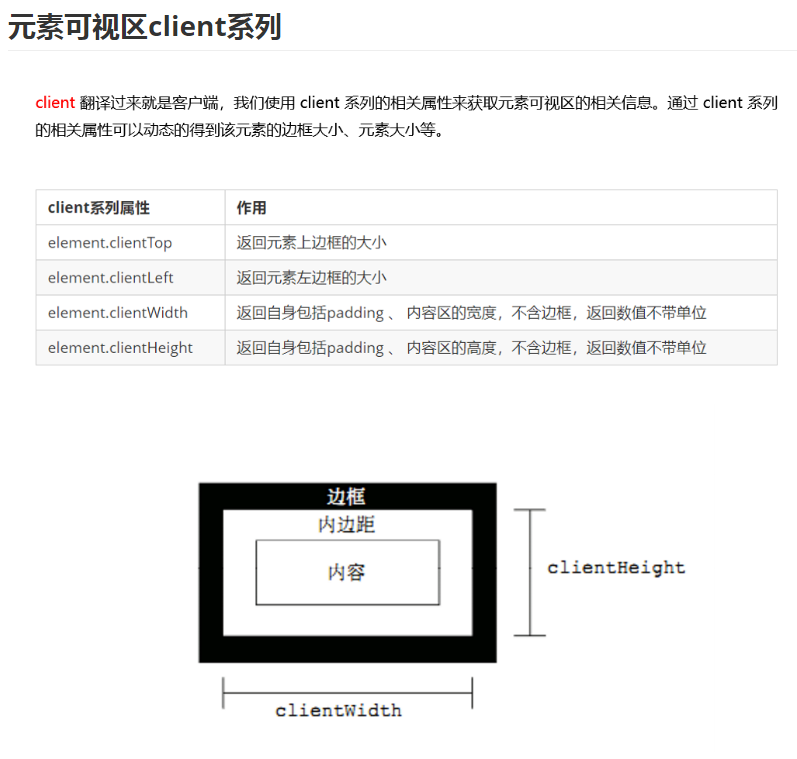 元素可视区client系列
client 翻译过来就是客户端，我们使用 client 系列的相关属性来获取元素可视区的相关信息。通过 client 系列
的相关属性可以动态的得到该元素的边框大小、元素大小等。
client系列属性 作用
element.clientTop 返回元素上边框的大小
element.clientLeft 返回元素左边框的大小
element.clientWidth 返回自身包括padding 、 内容区的宽度，不含边框，返回数值不带单位
element.clientHeight 返回自身包括padding 、 内容区的高度，不含边框，返回数值不带单位
边框
内边距
内容
clientHeight
clientWidth